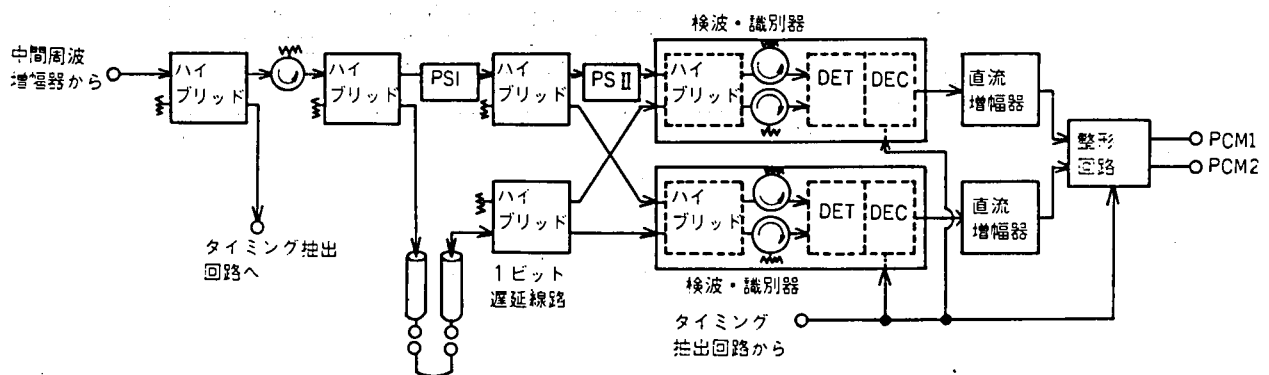 検波・識別器
中間周波
増幅器から
ハイ
ブリッド
ハイ
ブリッド
PSI
ハイ
ブリッド
PSⅡ
ハイ
ブリッド
DET
DEC
直流
増幅器
整形
回路
PCM1
PCM2
ハイ
ブリッド
ハイ
ブリッド
DET
DEC
直流
増幅器
タイミング抽出
回路へ
1ビット
遅延線路
検波・識別器
タイミング
抽出回路から